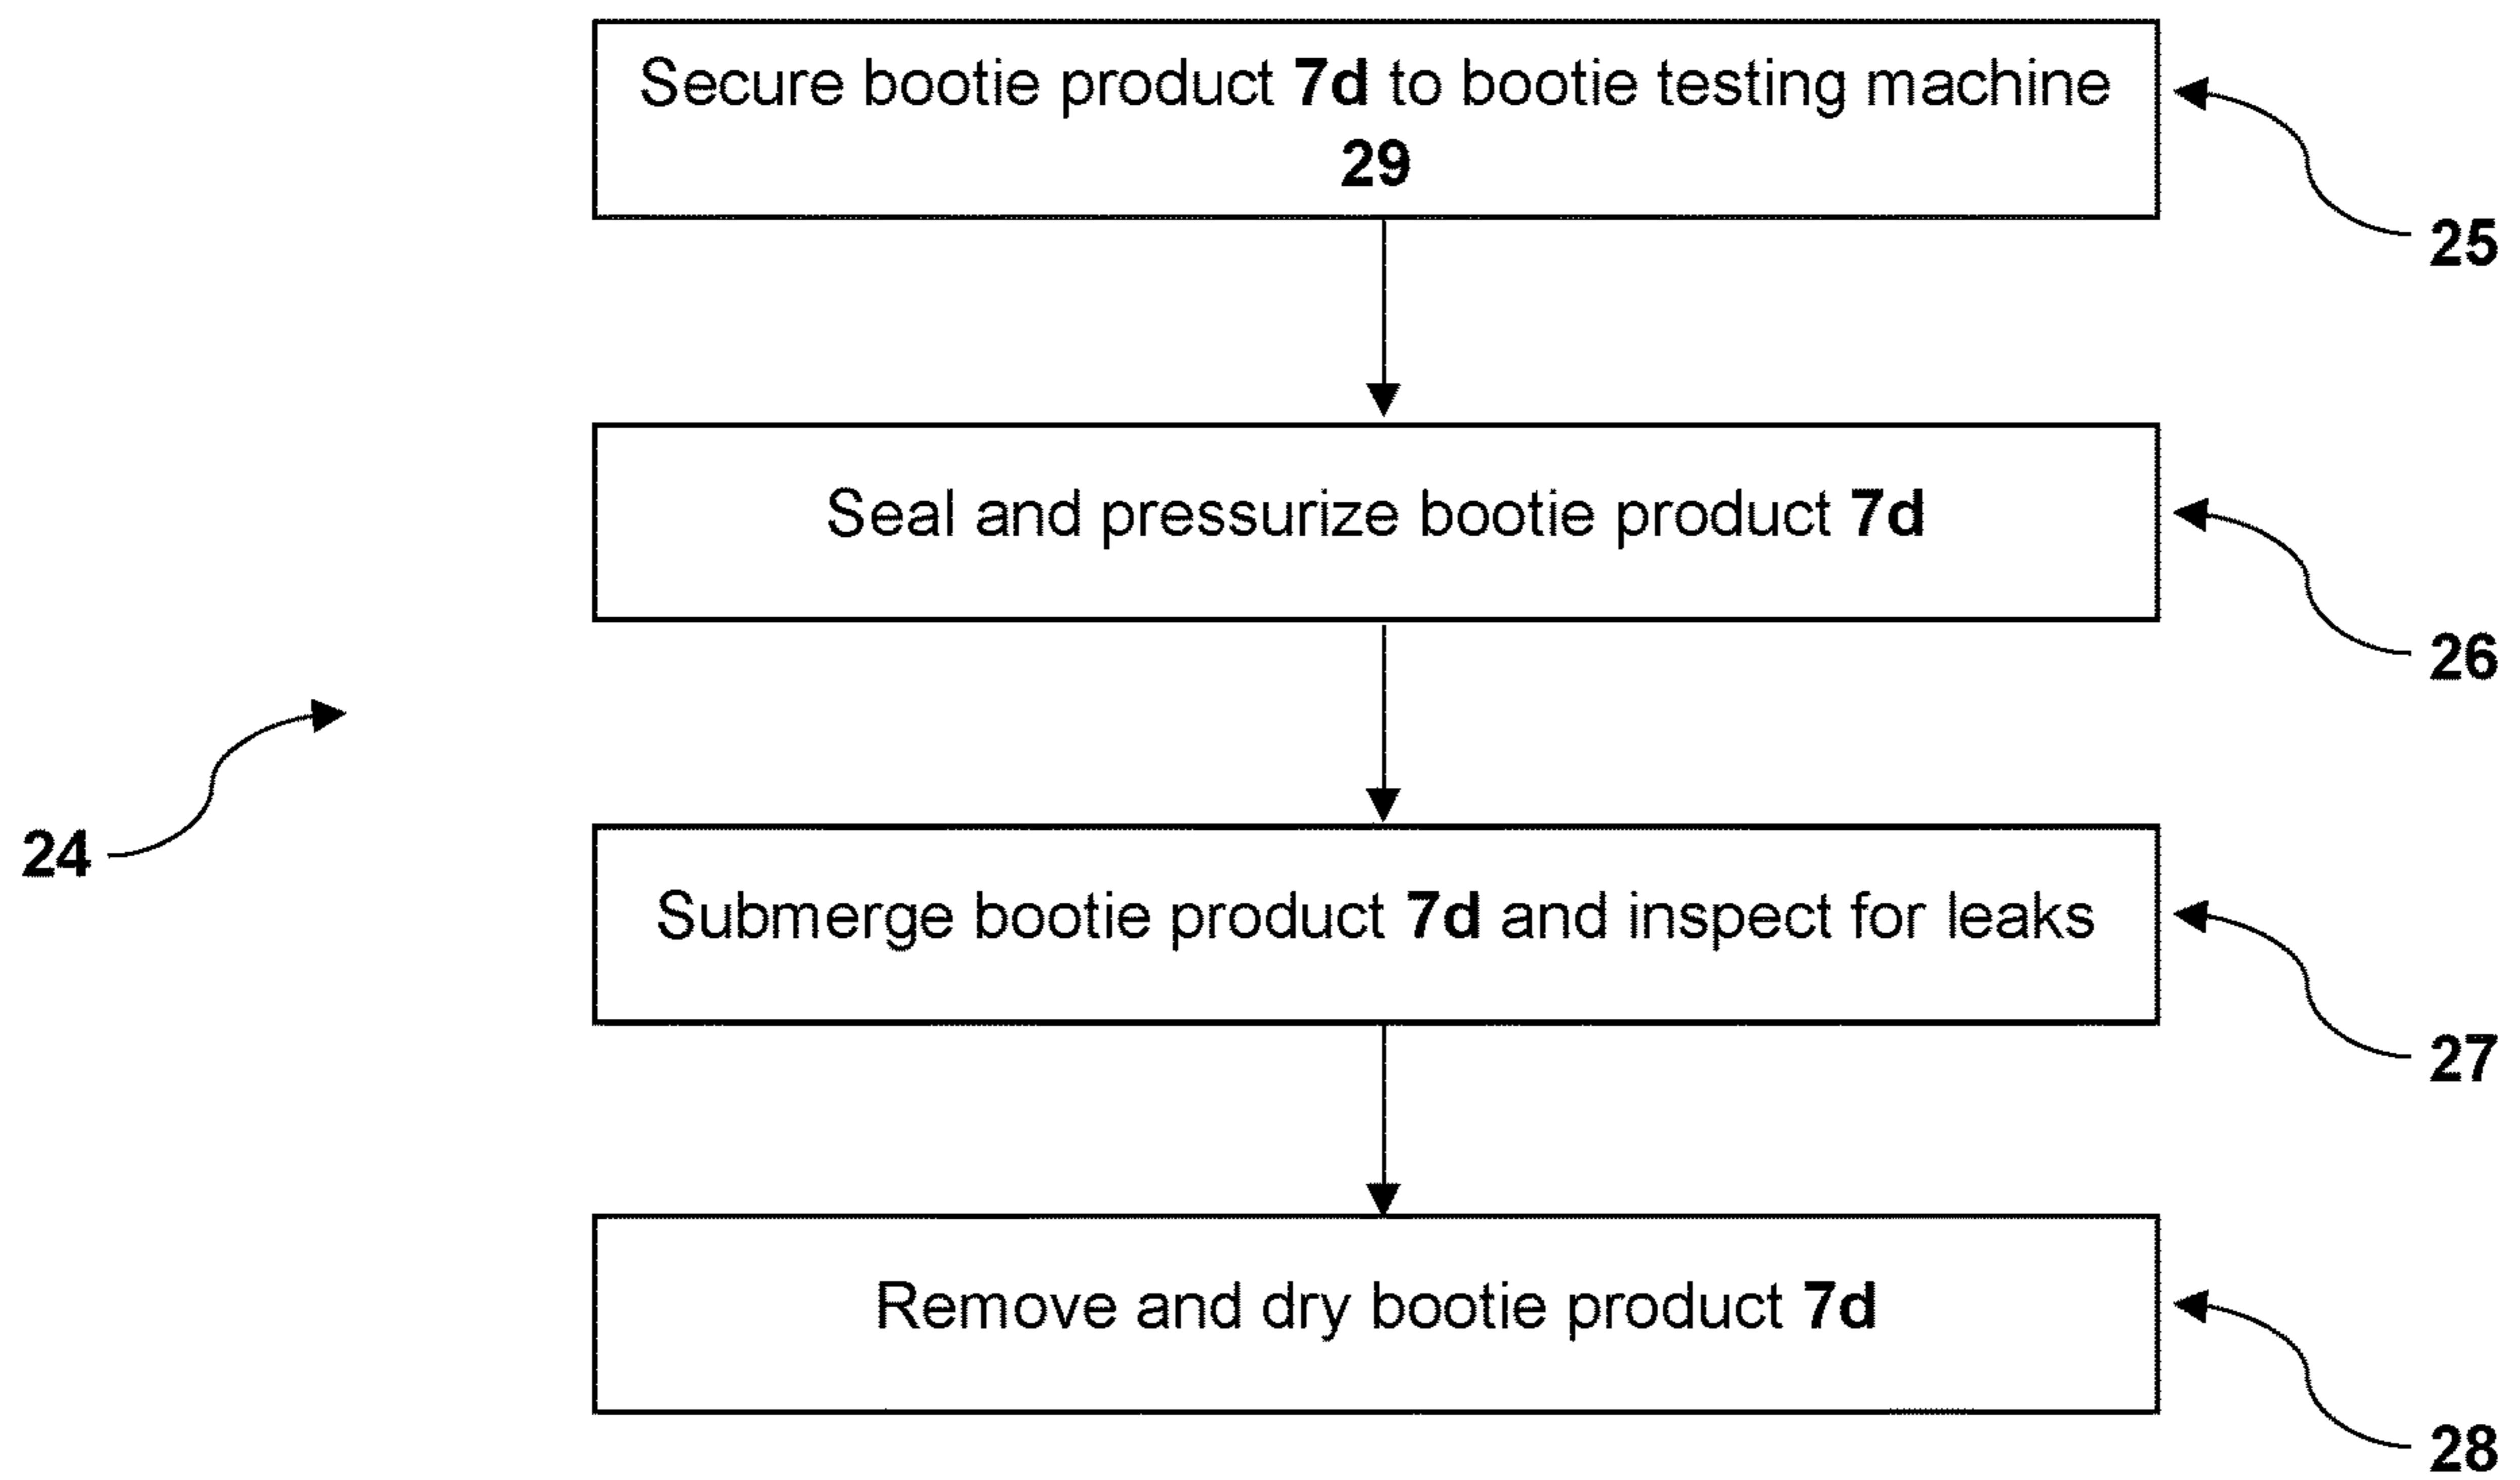 Secure bootie product 7d to bootie testing machine
29
25
Seal and pressurize bootie product 7d
26
24
Submerge bootie product 7d and inspect for leaks
27
Remove and dry bootie product 7d
28